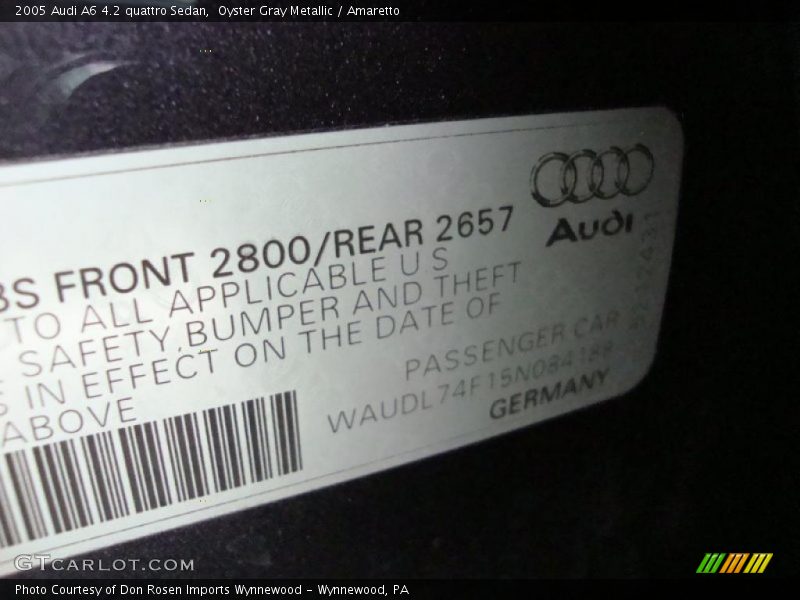 2005 Audi A6 4.2 quattro Sedan, Oyster Gray Metallic / Amaretto
Audi
BS FRONT 2800/REAR 2657
TO ALL APPLICABLE U S
SAFETY, BUMPER AND THEFT
S IN EFFECT ON THE DATE OF
ABOVE
PASSENGER CAR
WAUDL74F15N084188
GERMANY
GTCARLOT.COM
Photo Courtesy of Don Rosen Imports Wynnewood - Wynnewood, PA